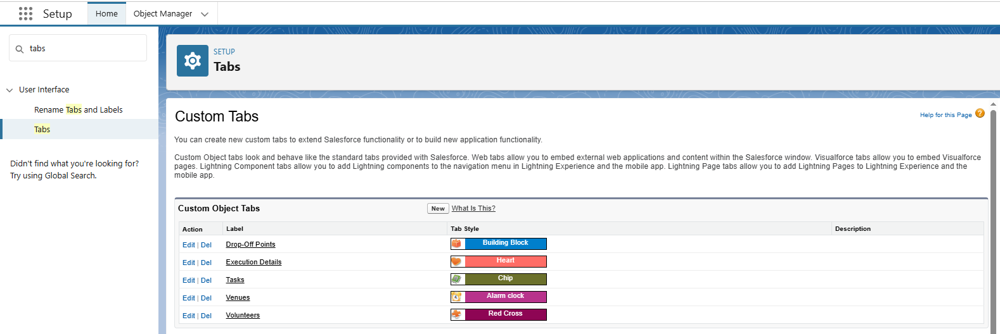 Setup
Home
Object Manager
tabs
User Interface
Rename Tabs and Labels
Tabs
Didn't find what you're looking for?
Try using Global Search.
SETUP
Tabs
Custom Tabs
Help for this Page ?
You can create new custom tabs to extend Salesforce functionality or to build new application functionality.
Custom Object tabs look and behave like the standard tabs provided with Salesforce. Web tabs allow you to embed external web applications and content within the Salesforce window. Visualforce tabs allow you to embed Visualforce
pages. Lightning Component tabs allow you to add Lightning components to the navigation menu in Lightning Experience and the mobile app. Lightning Page tabs allow you to add Lightning Pages to Lightning Experience and the
mobile app.
Custom Object Tabs
New
What Is This?
Action Label Tab Style Description
Edit | Del Drop-Off Points Building Block
Edit | Del Execution Details Heart
Edit | Del Tasks Chip
Edit | Del Venues Alarm clock
Edit | Del Volunteers Red Cross